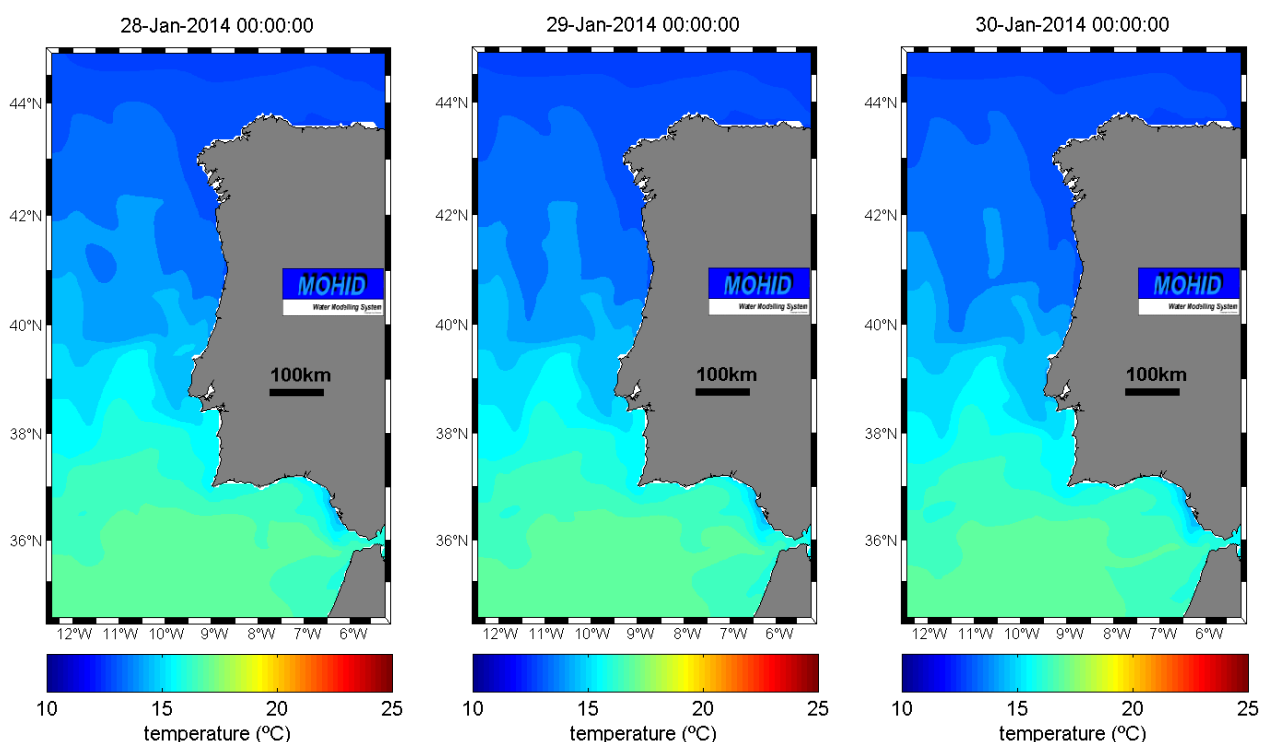 28-Jan-2014 00:00:00
44°N
42°N
40°N
38°N
36°N
12°W 11°W 10°W 9°W 8°W 7°W 6°W
MOHID
Water Modelling System
100km
10 15 20 25
temperature (ºC)
29-Jan-2014 00:00:00
44°N
42°N
40°N
38°N
36°N
12°W 11°W 10°W 9°W 8°W 7°W 6°W
MOHID
Water Modelling System
100km
10 15 20 25
temperature (ºC)
30-Jan-2014 00:00:00
44°N
42°N
40°N
38°N
36°N
12°W 11°W 10°W 9°W 8°W 7°W 6°W
MOHID
Water Modelling System
100km
10 15 20 25
temperature (ºC)